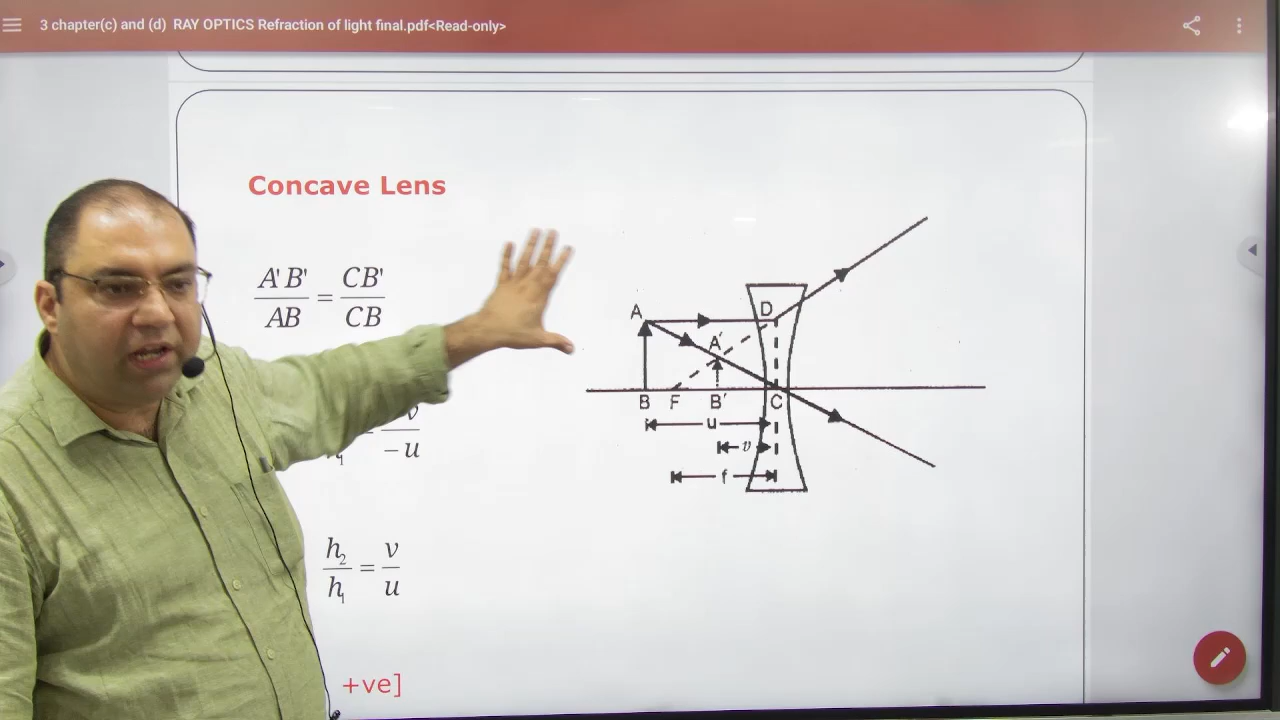 3 chapter(c) and (d) RAY OPTICS Refraction of light final.pdf<Read-only>
Concave Lens
A'B'/AB = CB'/CB
= v/-u
h₂/h₁ = v/u
+ve]
A D
A'
B F B' C
u
v
f